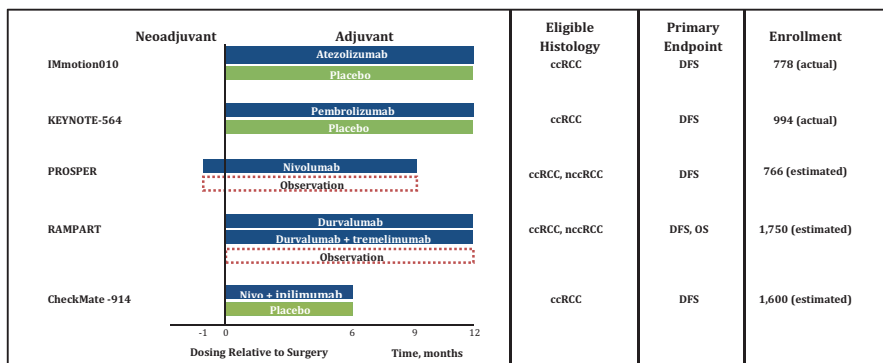 Neoadjuvant Adjuvant Eligible Histology Primary Endpoint Enrollment
IMmotion010 Atezolizumab ccRCC DFS 778 (actual)
Placebo
KEYNOTE-564 Pembrolizumab ccRCC DFS 994 (actual)
Placebo
PROSPER Nivolumab ccRCC, nccRCC DFS 766 (estimated)
Observation
RAMPART Durvalumab ccRCC, nccRCC DFS, OS 1,750 (estimated)
Durvalumab + tremelimumab
Observation
CheckMate -914 Nivo + ipilimumab ccRCC DFS 1,600 (estimated)
Placebo
-1 0 6 9 12
Dosing Relative to Surgery Time, months